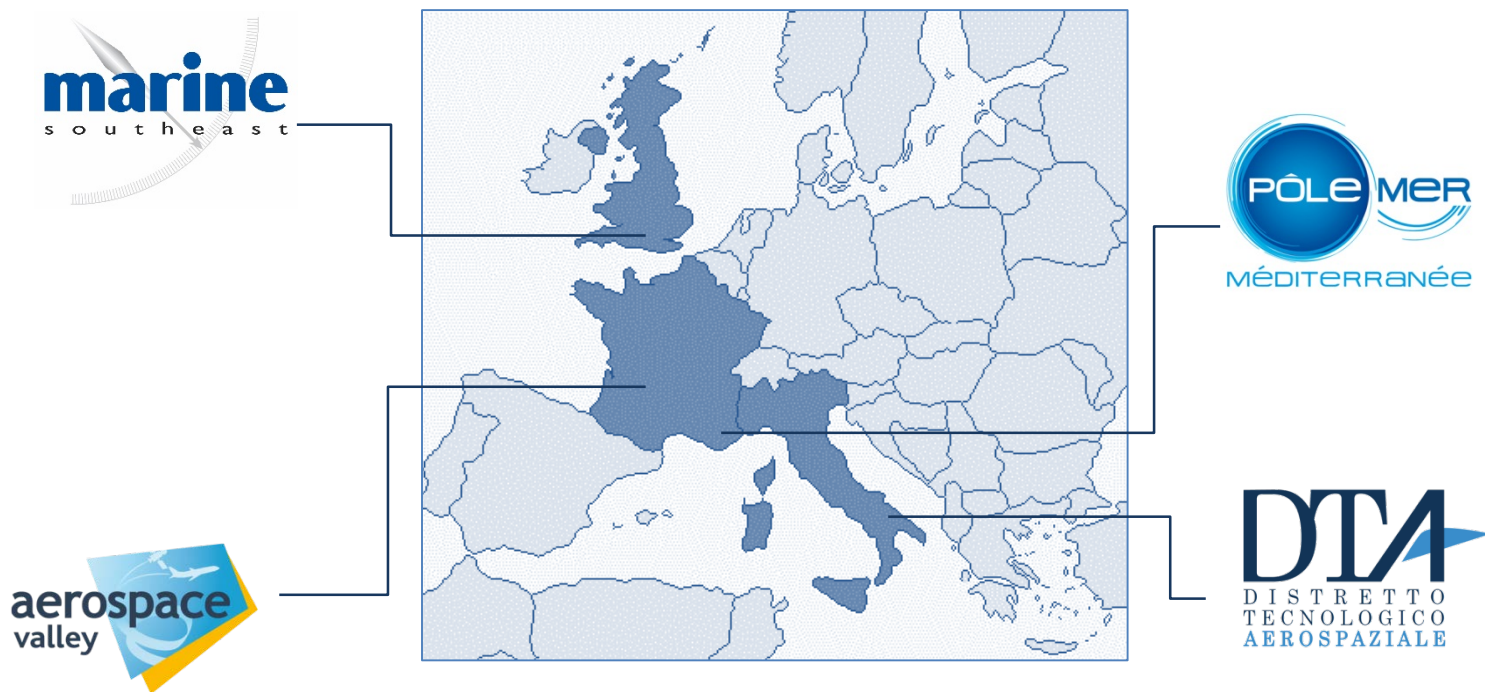 marine
southeast
PÔLE MER
MÉDITERRANÉE
aerospace
valley
DTA
DISTRETTO
TECNOLOGICO
AEROSPAZIALE